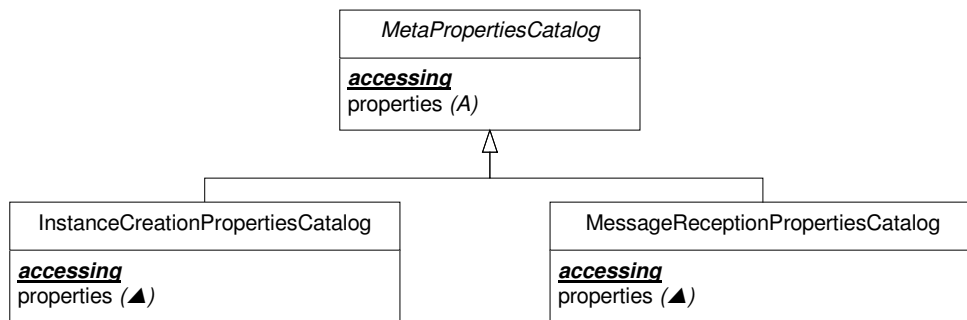 MetaPropertiesCatalog
accessing
properties (A)
InstanceCreationPropertiesCatalog
accessing
properties (▲)
MessageReceptionPropertiesCatalog
accessing
properties (▲)